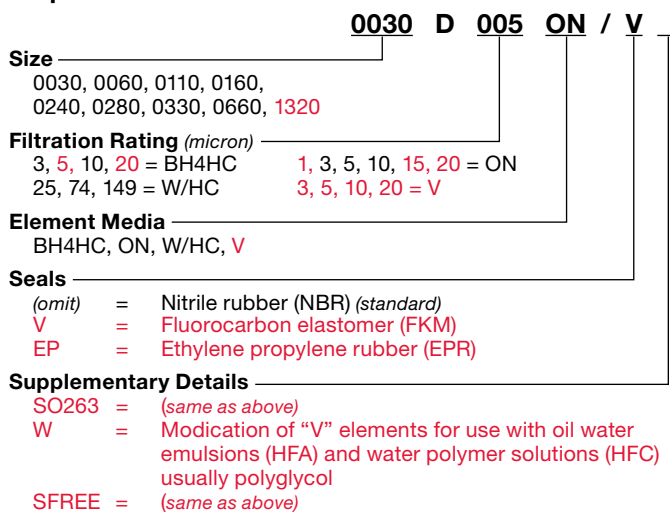 0030 D 005 ON / V _
Size
0030, 0060, 0110, 0160,
0240, 0280, 0330, 0660, 1320
Filtration Rating (micron)
3, 5, 10, 20 = BH4HC 1, 3, 5, 10, 15, 20 = ON
25, 74, 149 = W/HC 3, 5, 10, 20 = V
Element Media
BH4HC, ON, W/HC, V
Seals
(omit) = Nitrile rubber (NBR) (standard)
V = Fluorocarbon elastomer (FKM)
EP = Ethylene propylene rubber (EPR)
Supplementary Details
SO263 = (same as above)
W = Modication of “V” elements for use with oil water
emulsions (HFA) and water polymer solutions (HFC)
usually polyglycol
SFREE = (same as above)